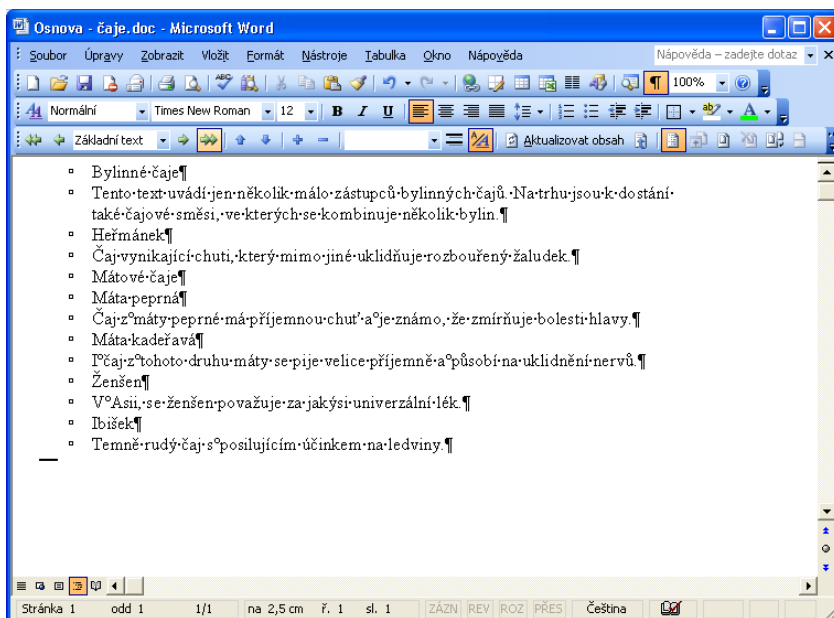 Osnova - čaje.doc - Microsoft Word
Soubor Úpravy Zobrazit Vložit Formát Nástroje Tabulka Okno Nápověda Nápověda – zadejte dotaz
100%
Normální Times New Roman 12 B I U
Základní text Aktualizovat obsah
Bylinné·čaje¶
Tento·text·uvádí·jen·několik·málo·zástupců·bylinných·čajů.·Na·trhu·jsou·k·dostání·
také·čajové·směsi,·ve·kterých·se·kombinuje·několik·bylin.¶
Heřmánek¶
Čaj·vynikající·chuti,·který·mimo·jiné·uklidňuje·rozbouřený·žaludek.¶
Mátové·čaje¶
Máta·peprná¶
Čaj·z°máty·peprné·má·příjemnou·chuť·a°je·známo,·že·zmírňuje·bolesti·hlavy.¶
Máta·kadeřavá¶
I°čaj·z°tohoto·druhu·máty·se·pije·velice·příjemně·a°působí·na·uklidnění·nervů.¶
Ženšen¶
V°Asii,·se·ženšen·považuje·za·jakýsi·univerzální·lék.¶
Ibišek¶
Temně·rudý·čaj·s°posilujícím·účinkem·na·ledviny.¶
Stránka 1 odd 1 1/1 na 2,5 cm ř. 1 sl. 1 ZÁZN REV ROZ PŘES Čeština